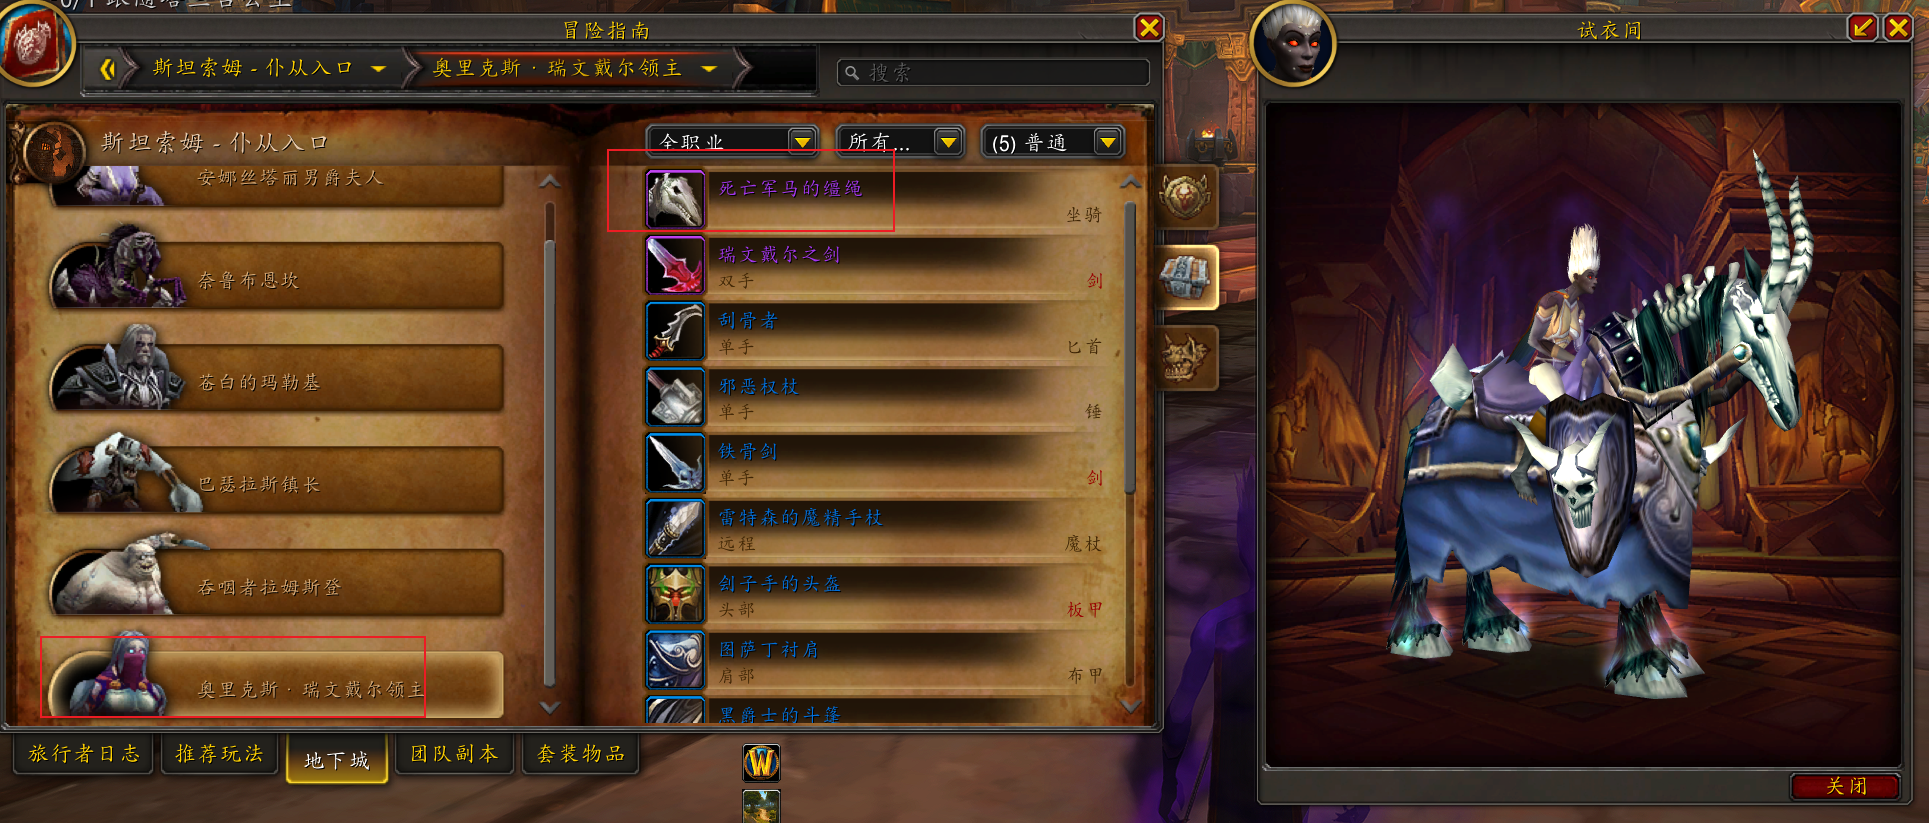 0/1 跟随塔兰吉公主
冒险指南
试衣间
斯坦索姆 - 仆从入口
奥里克斯 · 瑞文戴尔领主
搜索
斯坦索姆 - 仆从入口
全职业
所有...
(5) 普通
安娜丝塔丽男爵夫人
奈鲁布恩坎
苍白的玛勒基
巴瑟拉斯镇长
吞咽者拉姆斯登
奥里克斯 · 瑞文戴尔领主
死亡军马的缰绳
坐骑
瑞文戴尔之剑
双手
剑
刮骨者
单手
匕首
邪恶权杖
单手
锤
铁骨剑
单手
剑
雷特森的魔精手杖
远程
魔杖
刽子手的头盔
头部
板甲
图萨丁衬肩
肩部
布甲
黑爵士的斗篷
旅行者日志
推荐玩法
地下城
团队副本
套装物品
W
关闭